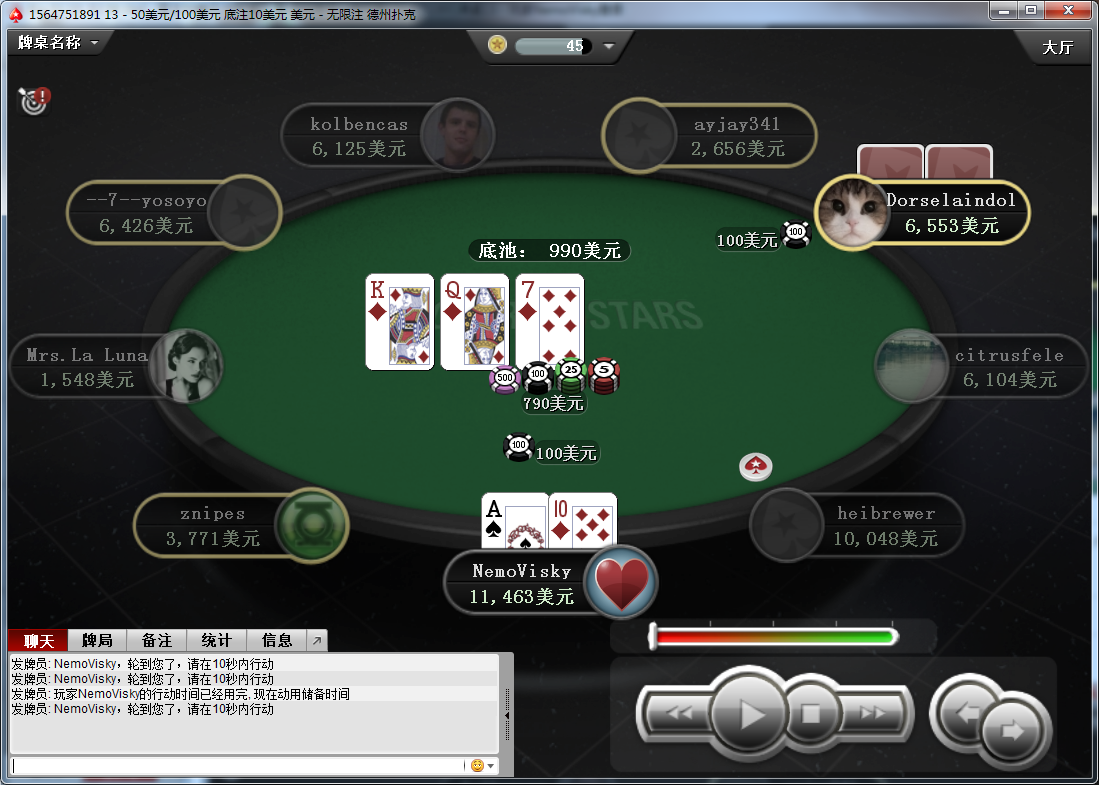 1564751891 13 - 50美元/100美元 底注10美元 美元 - 无限注 德州扑克
牌桌名称
45
大厅
kolbencas
6,125美元
ayjay341
2,656美元
--7--yosoyo
6,426美元
Dorselaindol
6,553美元
100美元
100
底池： 990美元
K
Q
7
STARS
Mrs.La Luna
1,548美元
citrusfele
6,104美元
500
100
25
5
790美元
100
100美元
A
10
znipes
3,771美元
heibrewer
10,048美元
NemoVisky
11,463美元
聊天
牌局
备注
统计
信息
发牌员: NemoVisky，轮到您了，请在10秒内行动
发牌员: NemoVisky，轮到您了，请在10秒内行动
发牌员: 玩家NemoVisky的行动时间已经用完, 现在动用储备时间
发牌员: NemoVisky，轮到您了，请在10秒内行动